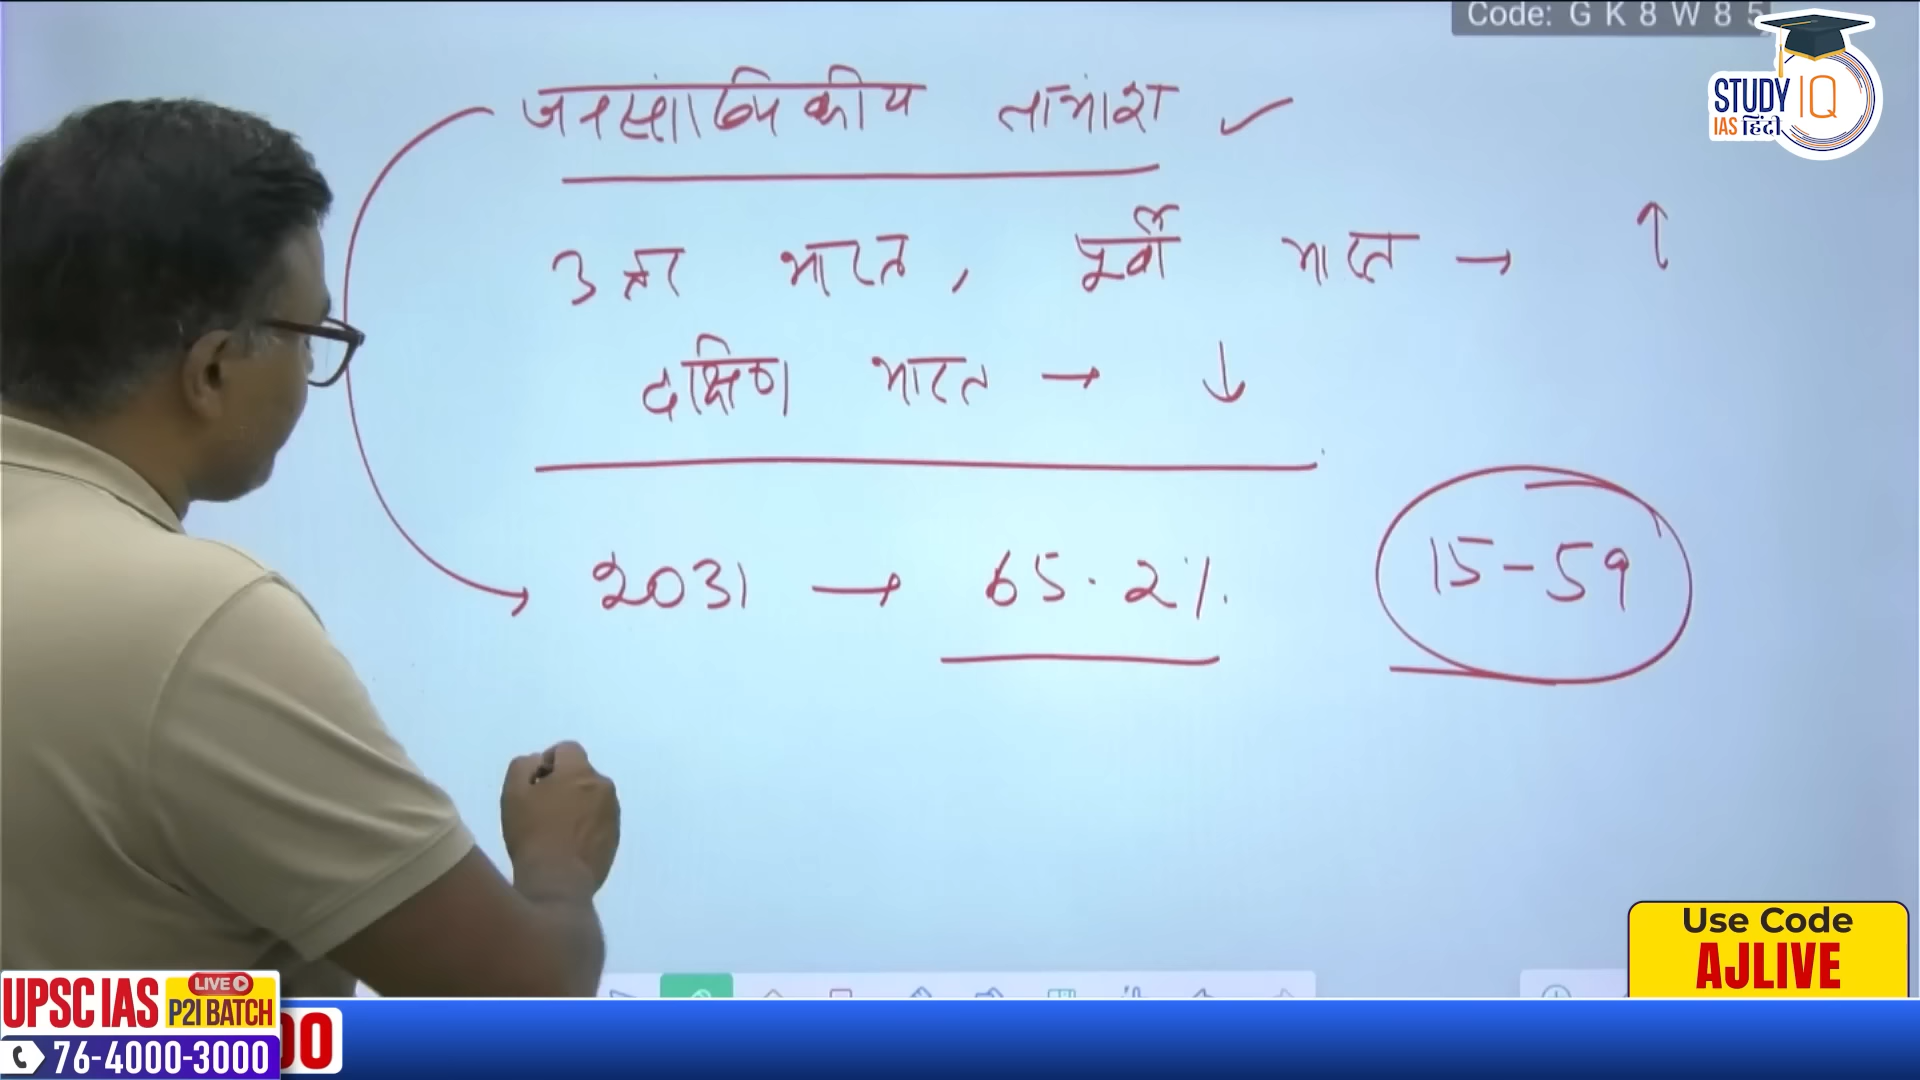 Code: G K 8 W 8 5
STUDY IQ
IAS हिंदी
जनसांख्यिकीय लाभांश
उत्तर भारत, पूर्वी भारत → ↑
दक्षिण भारत → ↓
2031 → 65.2%. 15-59
Use Code
AJLIVE
UPSC IAS LIVE
P2I BATCH
76-4000-3000
00